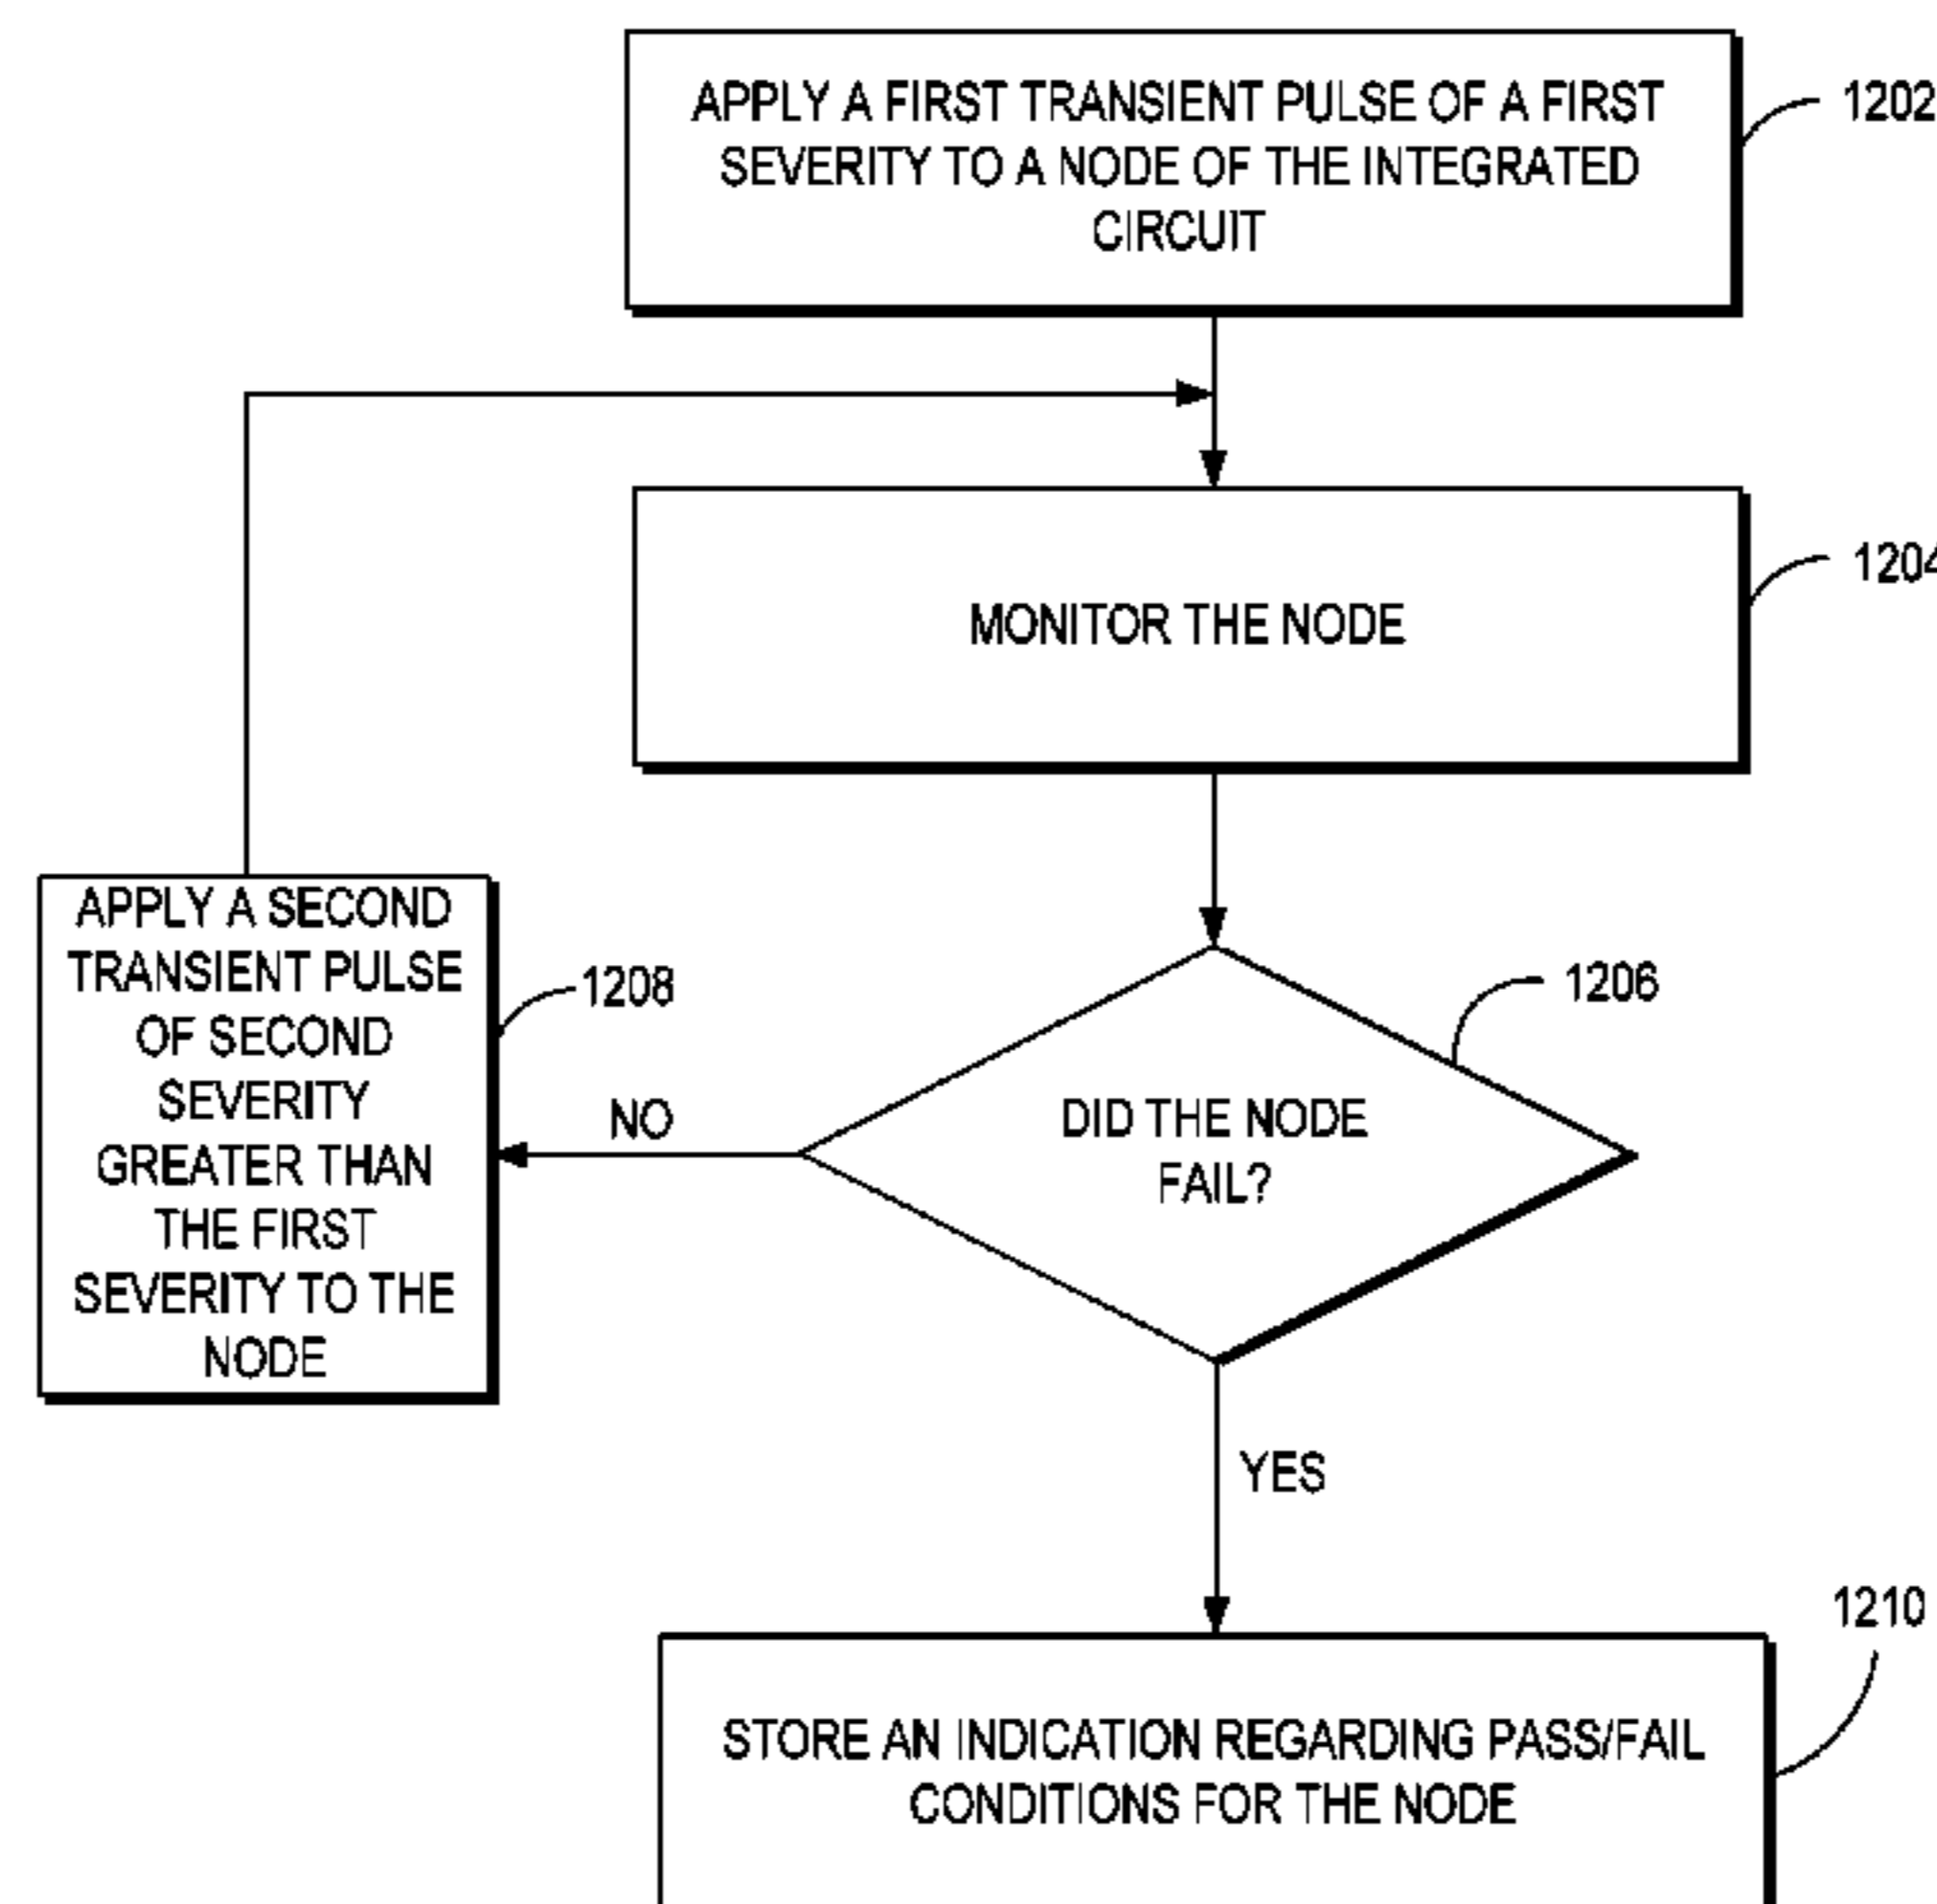 APPLY A FIRST TRANSIENT PULSE OF A FIRST
SEVERITY TO A NODE OF THE INTEGRATED
CIRCUIT
1202
MONITOR THE NODE
1204
DID THE NODE
FAIL?
1206
NO
APPLY A SECOND
TRANSIENT PULSE
OF SECOND
SEVERITY
GREATER THAN
THE FIRST
SEVERITY TO THE
NODE
1208
YES
STORE AN INDICATION REGARDING PASS/FAIL
CONDITIONS FOR THE NODE
1210